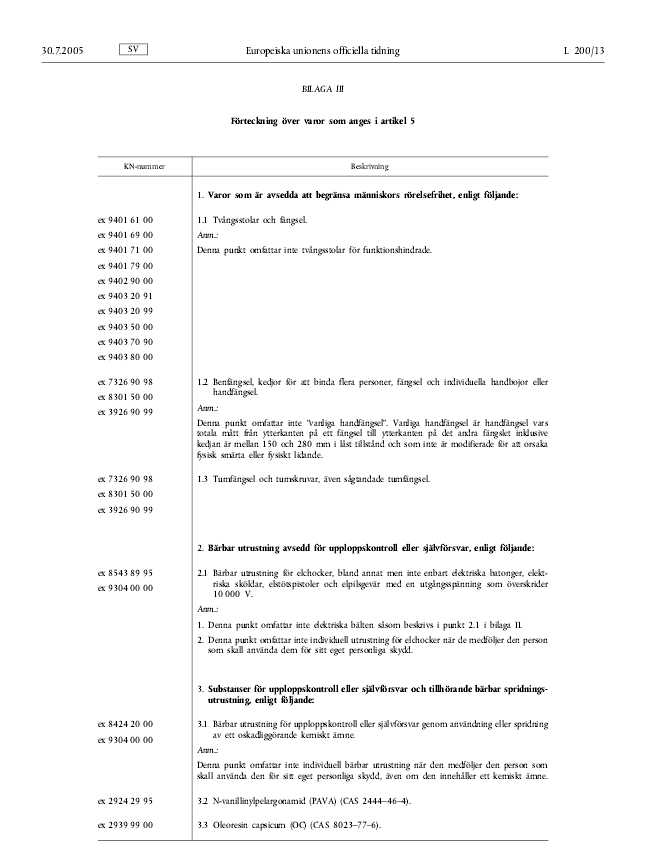 30.7.2005 SV Europeiska unionens officiella tidning L 200/13
BILAGA III
Förteckning över varor som anges i artikel 5
KN-nummer Beskrivning
1. Varor som är avsedda att begränsa människors rörelsefrihet, enligt följande:
ex 9401 61 00 1.1 Tvångsstolar och fängsel.
ex 9401 69 00 Anm.:
ex 9401 71 00 Denna punkt omfattar inte tvångsstolar för funktionshindrade.
ex 9401 79 00
ex 9402 90 00
ex 9403 20 91
ex 9403 20 99
ex 9403 50 00
ex 9403 70 90
ex 9403 80 00
ex 7326 90 98 1.2 Benfängsel, kedjor för att binda flera personer, fängsel och individuella handbojor eller
ex 8301 50 00 handfängsel.
ex 3926 90 99 Anm.:
Denna punkt omfattar inte "vanliga handfängsel". Vanliga handfängsel är handfängsel vars
totala mått från ytterkanten på ett fängsel till ytterkanten på det andra fängslet inklusive
kedjan är mellan 150 och 280 mm i låst tillstånd och som inte är modifierade för att orsaka
fysisk smärta eller fysiskt lidande.
ex 7326 90 98 1.3 Tumfängsel och tumskruvar, även sågtandade tumfängsel.
ex 8301 50 00
ex 3926 90 99
2. Bärbar utrustning avsedd för upploppskontroll eller självförsvar, enligt följande:
ex 8543 89 95 2.1 Bärbar utrustning för elchocker, bland annat men inte enbart elektriska batonger, elekt-
ex 9304 00 00 riska sköldar, elstötspistoler och elpilsgevär med en utgångsspänning som överskrider
10 000 V.
Anm.:
1. Denna punkt omfattar inte elektriska bälten såsom beskrivs i punkt 2.1 i bilaga II.
2. Denna punkt omfattar inte individuell utrustning för elchocker när de medföljer den person
som skall använda dem för sitt eget personliga skydd.
3. Substanser för upploppskontroll eller självförsvar och tillhörande bärbar spridnings-
utrustning, enligt följande:
ex 8424 20 00 3.1 Bärbar utrustning för upploppskontroll eller självförsvar genom användning eller spridning
ex 9304 00 00 av ett oskadliggörande kemiskt ämne.
Anm.:
Denna punkt omfattar inte individuell bärbar utrustning när den medföljer den person som
skall använda den för sitt eget personliga skydd, även om den innehåller ett kemiskt ämne.
ex 2924 29 95 3.2 N-vanillinylpelargonamid (PAVA) (CAS 2444–46–4).
ex 2939 99 00 3.3 Oleoresin capsicum (OC) (CAS 8023–77–6).